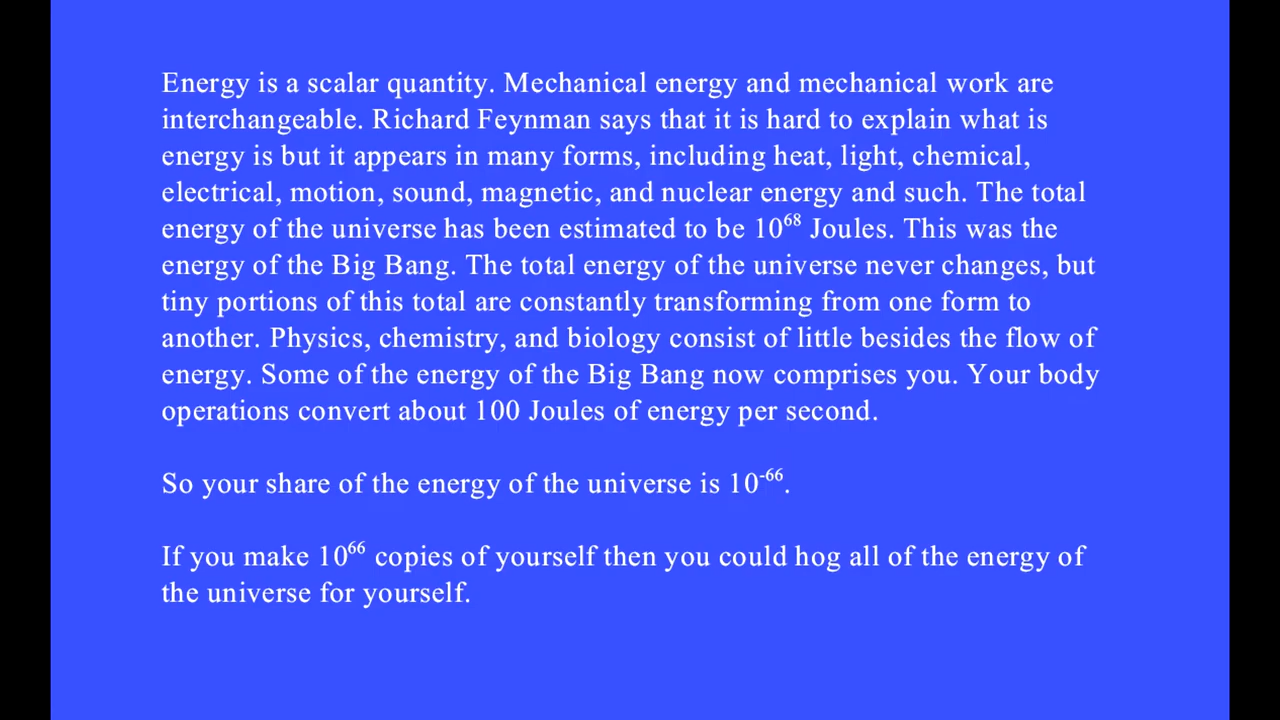 Energy is a scalar quantity. Mechanical energy and mechanical work are
interchangeable. Richard Feynman says that it is hard to explain what is
energy is but it appears in many forms, including heat, light, chemical,
electrical, motion, sound, magnetic, and nuclear energy and such. The total
energy of the universe has been estimated to be 10⁶⁸ Joules. This was the
energy of the Big Bang. The total energy of the universe never changes, but
tiny portions of this total are constantly transforming from one form to
another. Physics, chemistry, and biology consist of little besides the flow of
energy. Some of the energy of the Big Bang now comprises you. Your body
operations convert about 100 Joules of energy per second.
So your share of the energy of the universe is 10⁻⁶⁶.
If you make 10⁶⁶ copies of yourself then you could hog all of the energy of
the universe for yourself.